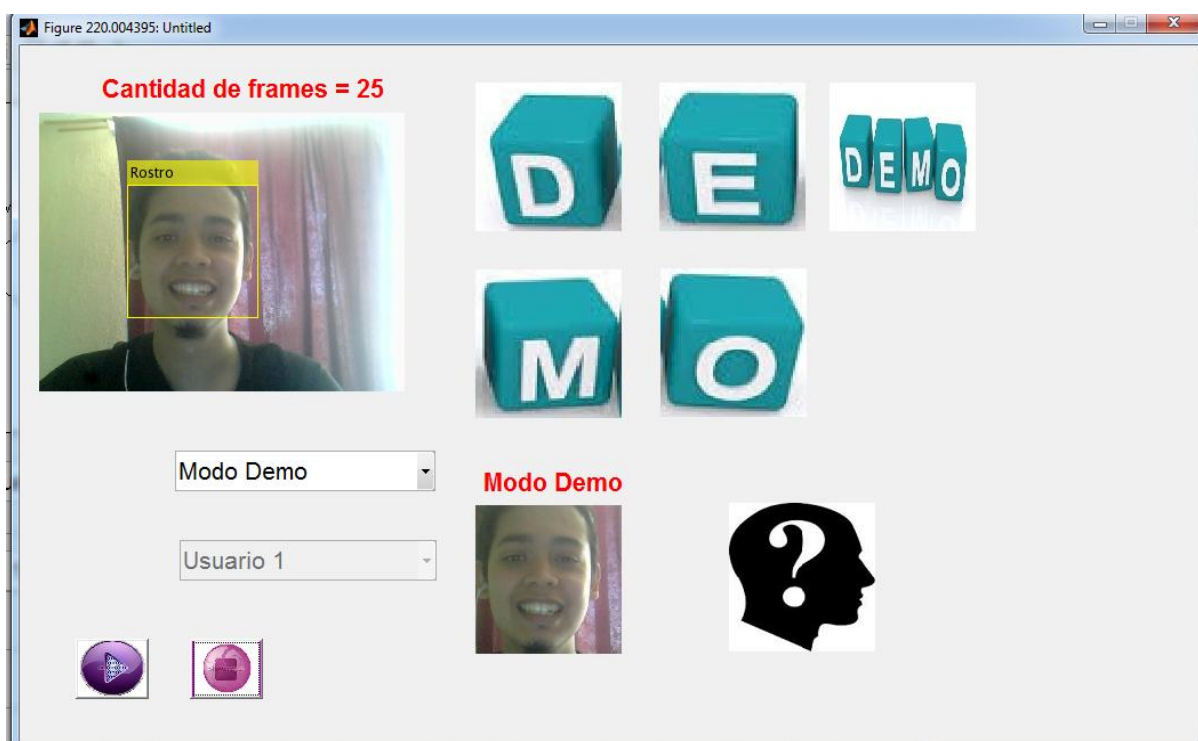 Figure 220.004395: Untitled
Cantidad de frames = 25
Rostro
D
E
DEMO
M
O
Modo Demo
Modo Demo
Usuario 1